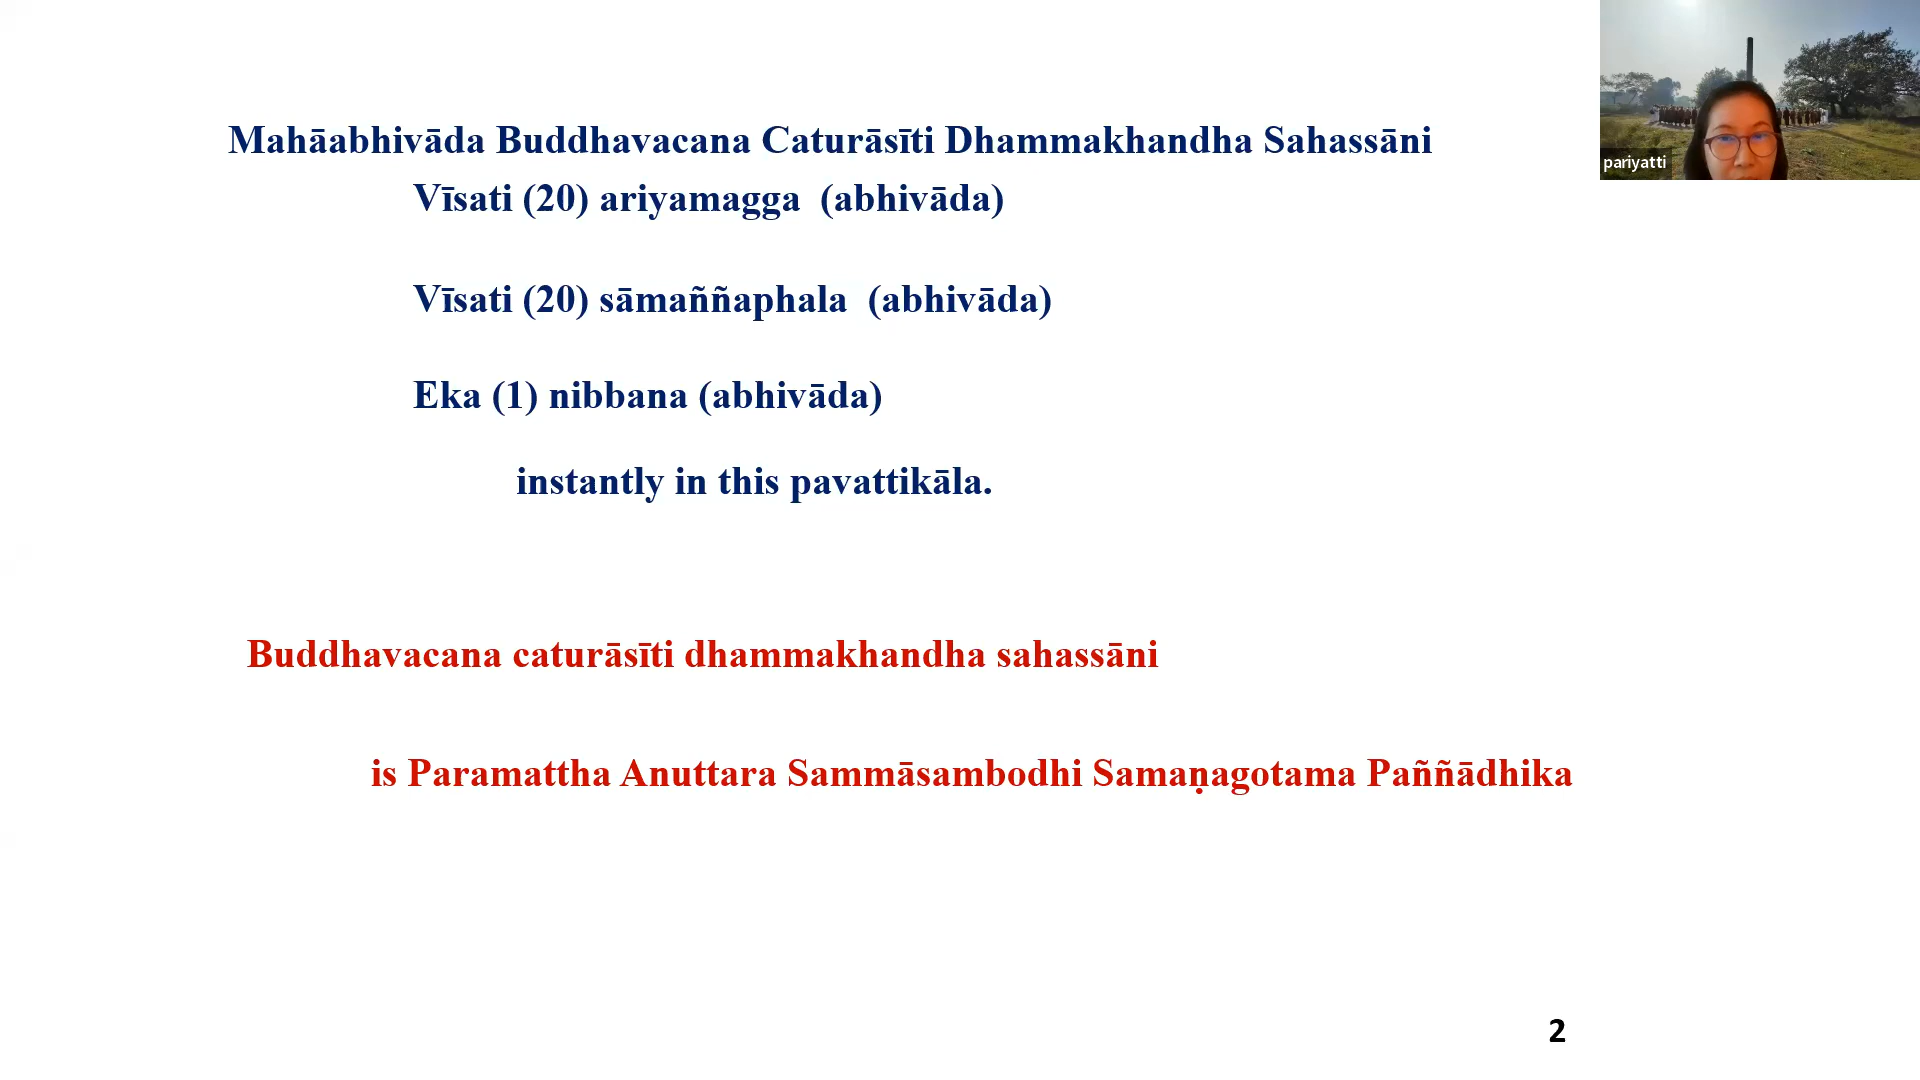 Mahāabhivāda Buddhavacana Caturāsīti Dhammakhandha Sahassāni
Vīsati (20) ariyamagga (abhivāda)
Vīsati (20) sāmaññaphala (abhivāda)
Eka (1) nibbana (abhivāda)
instantly in this pavattikāla.
Buddhavacana caturāsīti dhammakhandha sahassāni
is Paramattha Anuttara Sammāsambodhi Samaṇagotama Paññādhika
2
pariyatti